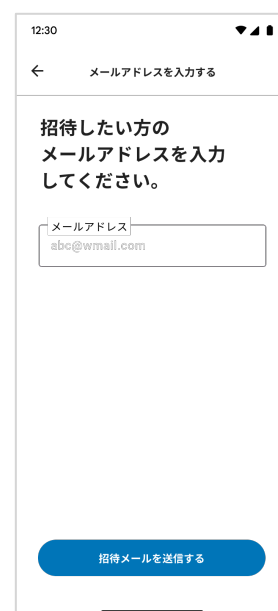 12:30
メールアドレスを入力する
招待したい方の
メールアドレスを入力
してください。
メールアドレス
abc@wmail.com
招待メールを送信する